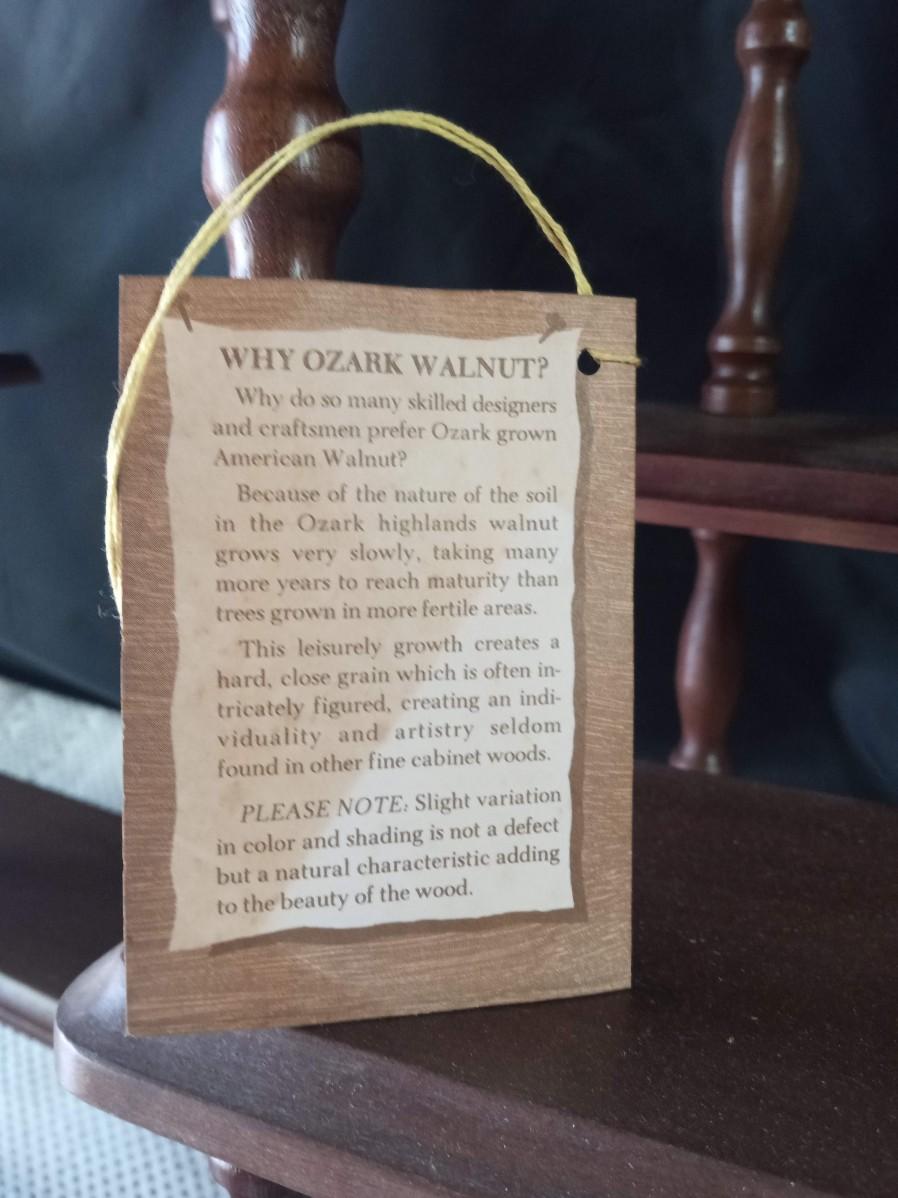 WHY OZARK WALNUT?
Why do so many skilled designers
and craftsmen prefer Ozark grown
American Walnut?
Because of the nature of the soil
in the Ozark highlands walnut
grows very slowly, taking many
more years to reach maturity than
trees grown in more fertile areas.
This leisurely growth creates a
hard, close grain which is often in-
tricately figured, creating an indi-
viduality and artistry seldom
found in other fine cabinet woods.
PLEASE NOTE: Slight variation
in color and shading is not a defect
but a natural characteristic adding
to the beauty of the wood.